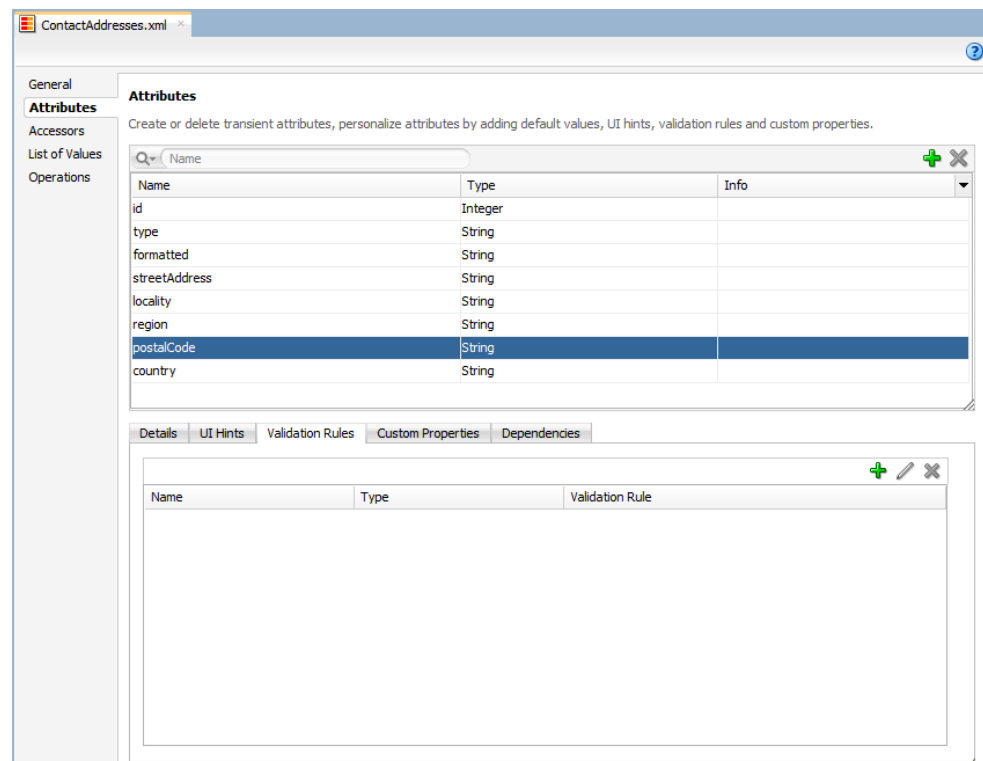 ContactAddresses.xml
General
Attributes
Accessors
List of Values
Operations
Attributes
Create or delete transient attributes, personalize attributes by adding default values, UI hints, validation rules and custom properties.
Name
Name Type Info
id Integer
type String
formatted String
streetAddress String
locality String
region String
postalCode String
country String
Details UI Hints Validation Rules Custom Properties Dependencies
Name Type Validation Rule